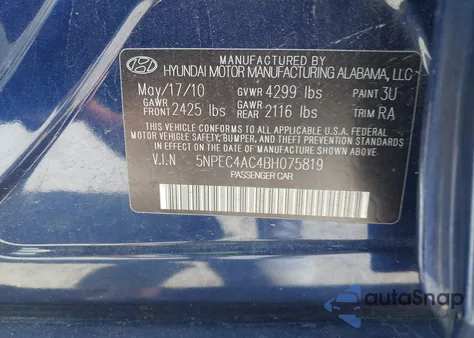 MANUFACTURED BY
HYUNDAI MOTOR MANUFACTURING ALABAMA, LLC
May/17/10 GVWR 4299 lbs PAINT 3U
GAWR FRONT 2425 lbs GAWR REAR 2116 lbs TRIM RA
THIS VEHICLE CONFORMS TO ALL APPLICABLE U.S.A. FEDERAL
MOTOR VEHICLE SAFETY, BUMPER, AND THEFT PREVENTION STANDARDS
IN EFFECT ON THE DATE OF MANUFACTURE SHOWN ABOVE.
V.I.N 5NPEC4AC4BH075819
PASSENGER CAR
autoSnap